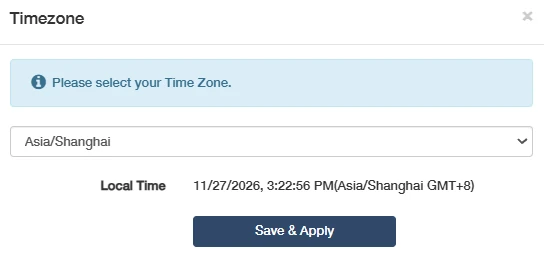 Timezone
×
Please select your Time Zone.
Asia/Shanghai
Local Time 11/27/2026, 3:22:56 PM(Asia/Shanghai GMT+8)
Save & Apply